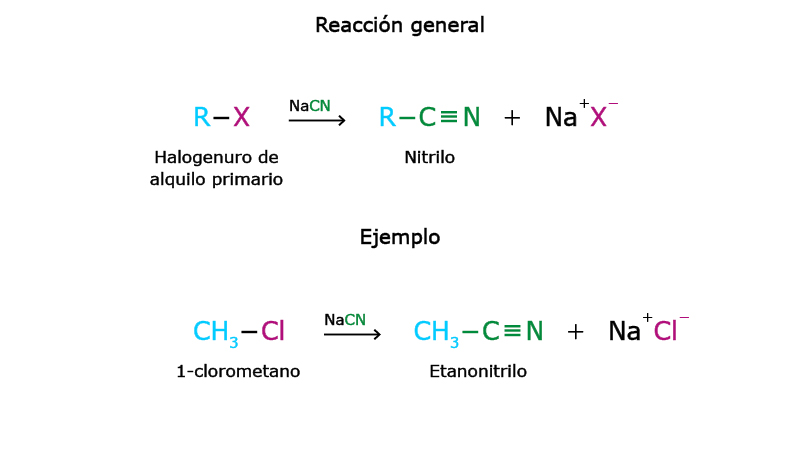 Reacción general
R–X NaCN → R–C≡N + Na⁺X⁻
Halogenuro de
alquilo primario
Nitrilo
Ejemplo
CH₃–Cl NaCN → CH₃–C≡N + Na⁺Cl⁻
1-clorometano
Etanonitrilo